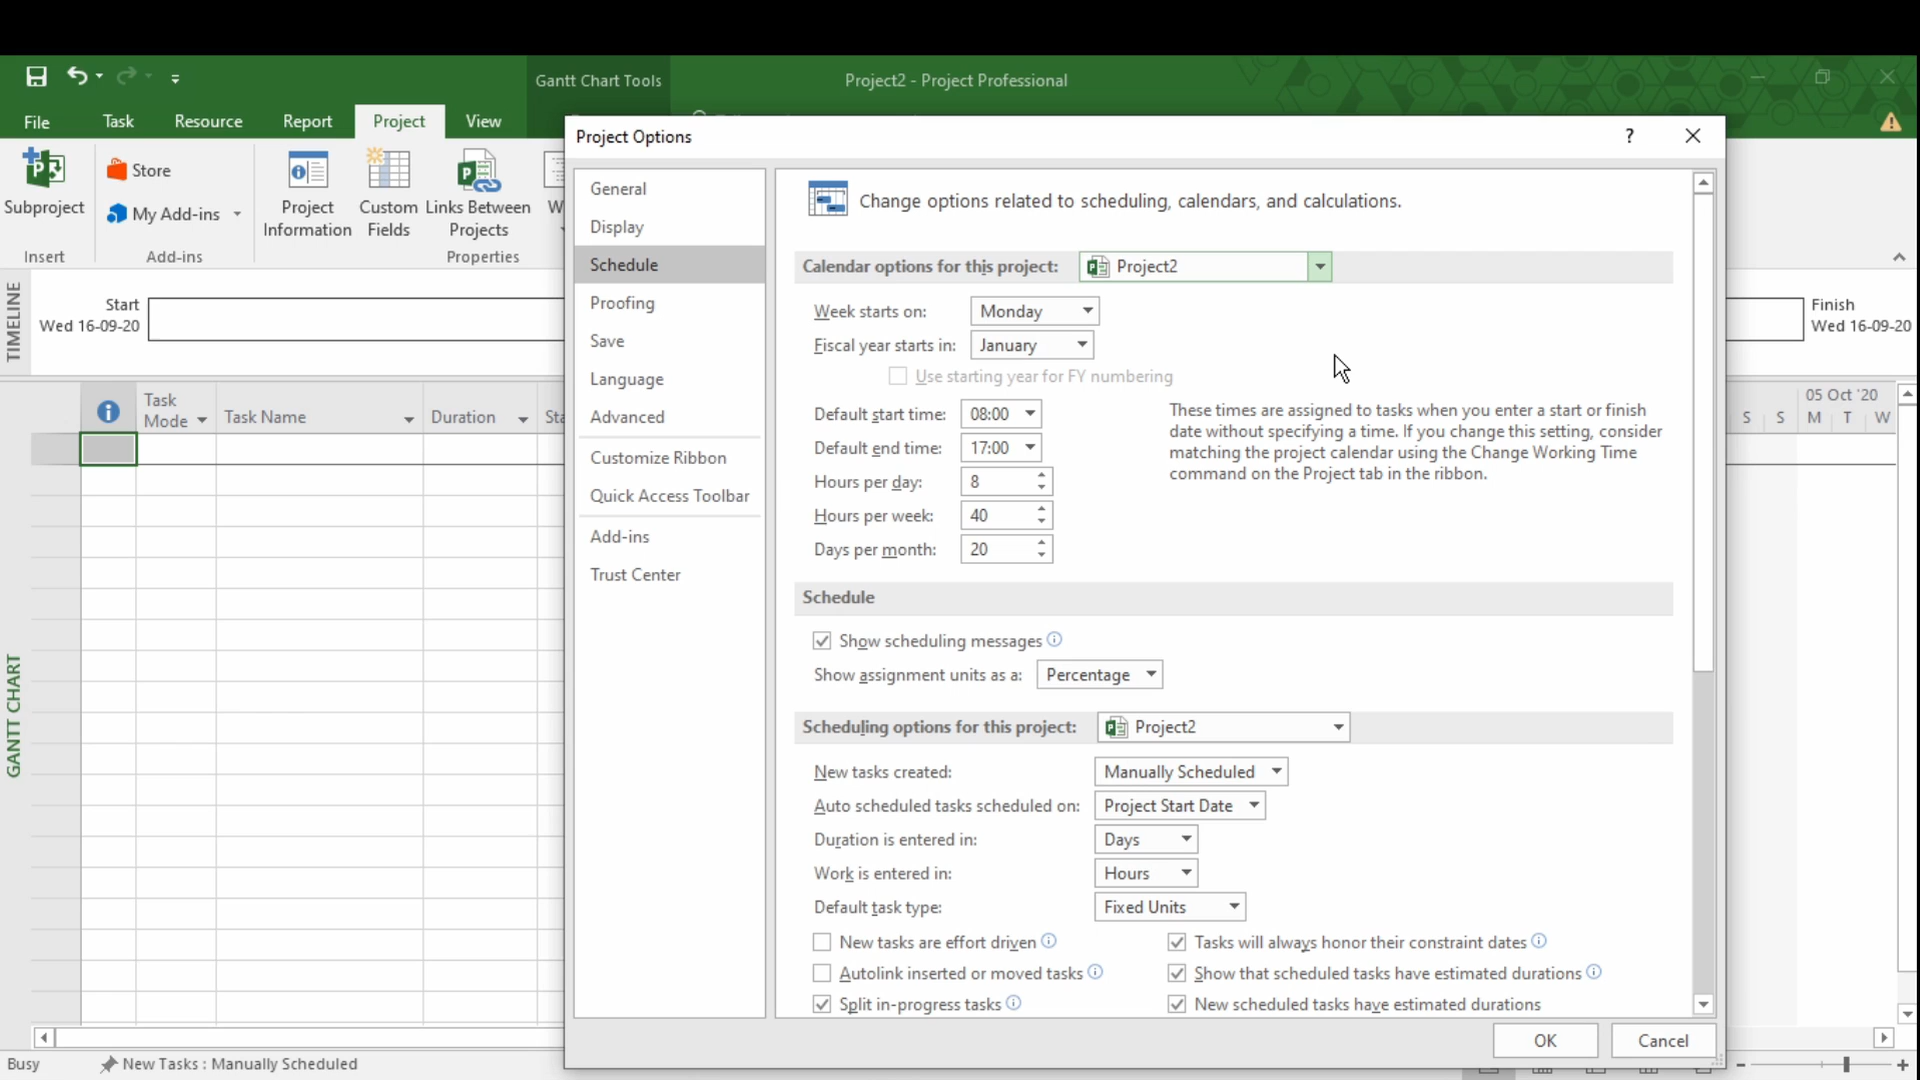 Gantt Chart Tools
Project2 - Project Professional
File Task Resource Report Project View
Project Options
?
Subproject
Store
My Add-ins
Project Information
Custom Fields
Links Between Projects
W
Insert
Add-ins
Properties
TIMELINE
Start
Wed 16-09-20
Finish
Wed 16-09-20
General
Display
Schedule
Proofing
Save
Language
Advanced
Customize Ribbon
Quick Access Toolbar
Add-ins
Trust Center
Change options related to scheduling, calendars, and calculations.
Calendar options for this project: Project2
Week starts on: Monday
Fiscal year starts in: January
Use starting year for FY numbering
Default start time: 08:00
Default end time: 17:00
Hours per day: 8
Hours per week: 40
Days per month: 20
These times are assigned to tasks when you enter a start or finish
date without specifying a time. If you change this setting, consider
matching the project calendar using the Change Working Time
command on the Project tab in the ribbon.
Schedule
Show scheduling messages
Show assignment units as a: Percentage
Scheduling options for this project: Project2
New tasks created: Manually Scheduled
Auto scheduled tasks scheduled on: Project Start Date
Duration is entered in: Days
Work is entered in: Hours
Default task type: Fixed Units
New tasks are effort driven
Tasks will always honor their constraint dates
Autolink inserted or moved tasks
Show that scheduled tasks have estimated durations
Split in-progress tasks
New scheduled tasks have estimated durations
OK Cancel
Task Mode
Task Name
Duration
Sta
05 Oct '20
S S M T W
GANTT CHART
Busy
New Tasks : Manually Scheduled